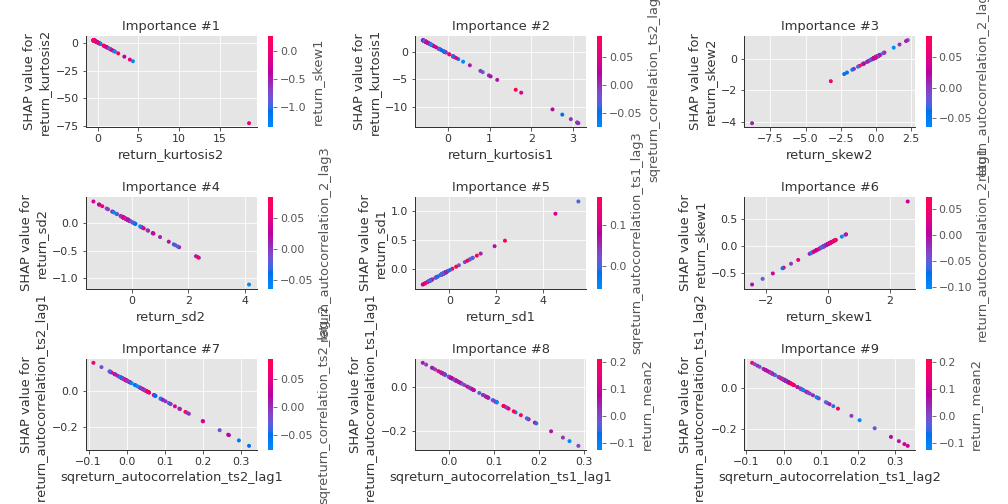 Importance #1
SHAP value for
return_kurtosis2
0
−25
−50
−75
0
5
10
15
return_kurtosis2
0.0
−0.5
−1.0
return_skew1
Importance #2
SHAP value for
return_kurtosis1
0
−5
−10
0
1
2
3
return_kurtosis1
0.05
0.00
−0.05
sqreturn_correlation_ts2_lag
Importance #3
SHAP value for
return_skew2
0
−2
−4
−7.5
−5.0
−2.5
0.0
2.5
return_skew2
0.05
0.00
−0.05
return_autocorrelation_2_lag
Importance #4
SHAP value for
return_sd2
0.0
−0.5
−1.0
0
2
4
return_sd2
0.05
0.00
−0.05
return_autocorrelation_2_lag3
Importance #5
SHAP value for
return_sd1
1.0
0.5
0.0
0
4
return_sd1
0.1
0.0
sqreturn_autocorrelation_ts1_lag3
Importance #6
SHAP value for
return_skew1
0.5
0.0
−0.5
−2
0
2
return_skew1
0.05
0.00
−0.05
−0.10
return_autocorrelation_2_lag1
Importance #7
SHAP value for
return_autocorrelation_ts2_lag1
0.0
−0.2
−0.1
0.0
0.1
0.2
0.3
sqreturn_autocorrelation_ts2_lag1
0.05
0.00
−0.05
sqreturn_correlation_ts2_lag
Importance #8
SHAP value for
return_autocorrelation_ts1_lag1
0.0
−0.2
0.0
0.1
0.2
0.3
sqreturn_autocorrelation_ts1_lag1
0.2
0.1
0.0
−0.1
return_mean2
Importance #9
SHAP value for
return_autocorrelation_ts1_lag2
0.0
−0.2
−0.1
0.0
0.1
0.2
0.3
sqreturn_autocorrelation_ts1_lag2
0.2
0.1
0.0
−0.1
return_mean2